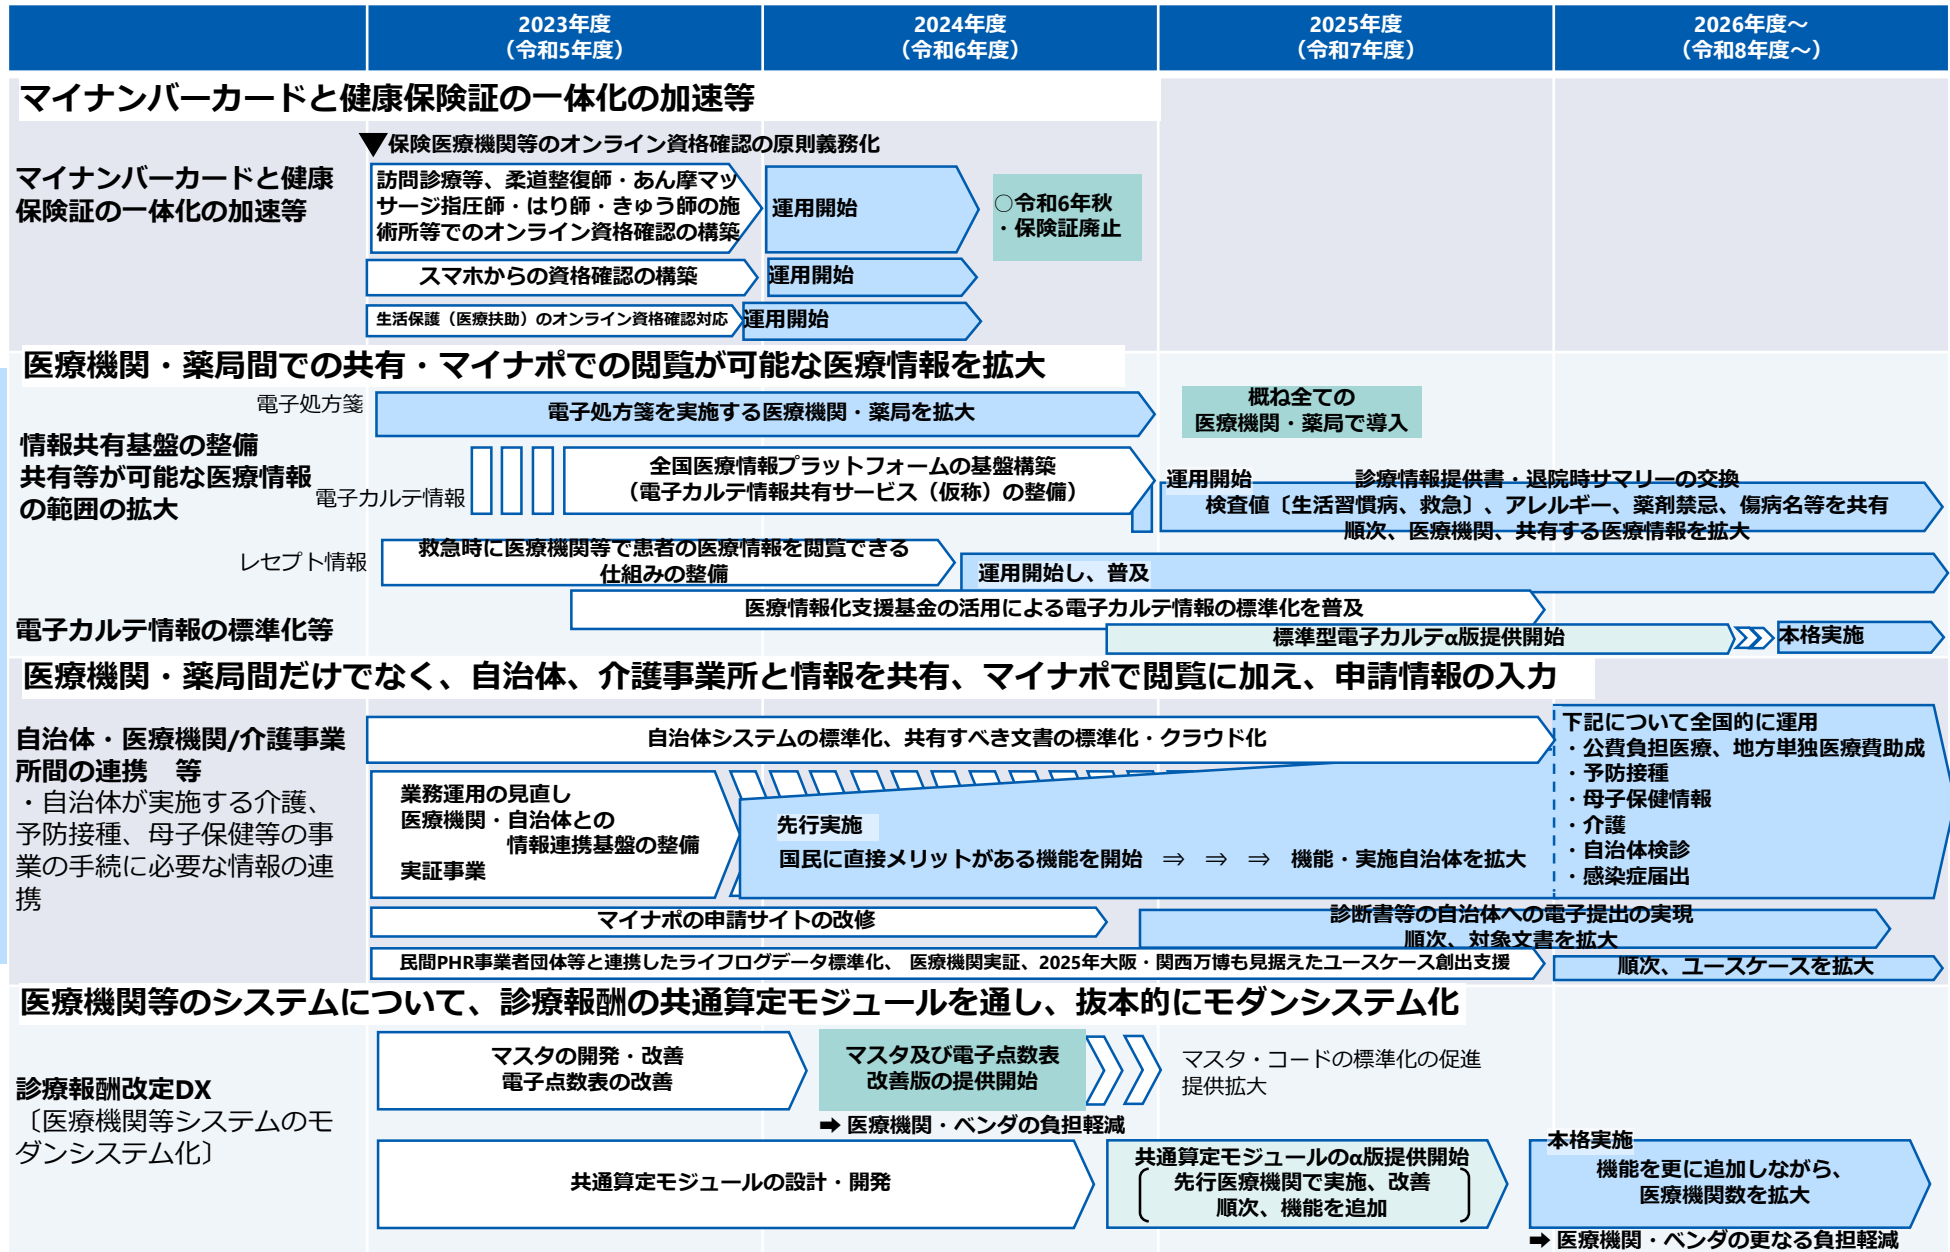 2023年度
（令和5年度）
2024年度
（令和6年度）
2025年度
（令和7年度）
2026年度～
（令和8年度～）
マイナンバーカードと健康保険証の一体化の加速等
マイナンバーカードと健康
保険証の一体化の加速等
▼保険医療機関等のオンライン資格確認の原則義務化
訪問診療等、柔道整復師・あん摩マッ
サージ指圧師・はり師・きゅう師の施
術所等でのオンライン資格確認の構築
運用開始
○令和6年秋
・保険証廃止
スマホからの資格確認の構築
運用開始
生活保護（医療扶助）のオンライン資格確認対応
運用開始
医療機関・薬局間での共有・マイナポでの閲覧が可能な医療情報を拡大
情報共有基盤の整備
共有等が可能な医療情報
の範囲の拡大
電子処方箋
電子処方箋を実施する医療機関・薬局を拡大
概ね全ての
医療機関・薬局で導入
電子カルテ情報
全国医療情報プラットフォームの基盤構築
（電子カルテ情報共有サービス（仮称）の整備）
運用開始
診療情報提供書・退院時サマリーの交換
検査値〔生活習慣病、救急〕、アレルギー、薬剤禁忌、傷病名等を共有
順次、医療機関、共有する医療情報を拡大
レセプト情報
救急時に医療機関等で患者の医療情報を閲覧できる
仕組みの整備
運用開始し、普及
電子カルテ情報の標準化等
医療情報化支援基金の活用による電子カルテ情報の標準化を普及
標準型電子カルテα版提供開始
本格実施
医療機関・薬局間だけでなく、自治体、介護事業所と情報を共有、マイナポで閲覧に加え、申請情報の入力
自治体・医療機関/介護事業
所間の連携　等
・自治体が実施する介護、
予防接種、母子保健等の事
業の手続に必要な情報の連
携
自治体システムの標準化、共有すべき文書の標準化・クラウド化
業務運用の見直し
医療機関・自治体との
情報連携基盤の整備
実証事業
先行実施
国民に直接メリットがある機能を開始　⇒　⇒　⇒　機能・実施自治体を拡大
下記について全国的に運用
・公費負担医療、地方単独医療費助成
・予防接種
・母子保健情報
・介護
・自治体検診
・感染症届出
マイナポの申請サイトの改修
診断書等の自治体への電子提出の実現
順次、対象文書を拡大
民間PHR事業者団体等と連携したライフログデータ標準化、 医療機関実証、2025年大阪・関西万博も見据えたユースケース創出支援
順次、ユースケースを拡大
医療機関等のシステムについて、診療報酬の共通算定モジュールを通し、抜本的にモダンシステム化
診療報酬改定DX
〔医療機関等システムのモ
ダンシステム化〕
マスタの開発・改善
電子点数表の改善
マスタ及び電子点数表
改善版の提供開始
マスタ・コードの標準化の促進
提供拡大
➡ 医療機関・ベンダの負担軽減
共通算定モジュールの設計・開発
共通算定モジュールのα版提供開始
先行医療機関で実施、改善
順次、機能を追加
本格実施
機能を更に追加しながら、
医療機関数を拡大
➡ 医療機関・ベンダの更なる負担軽減